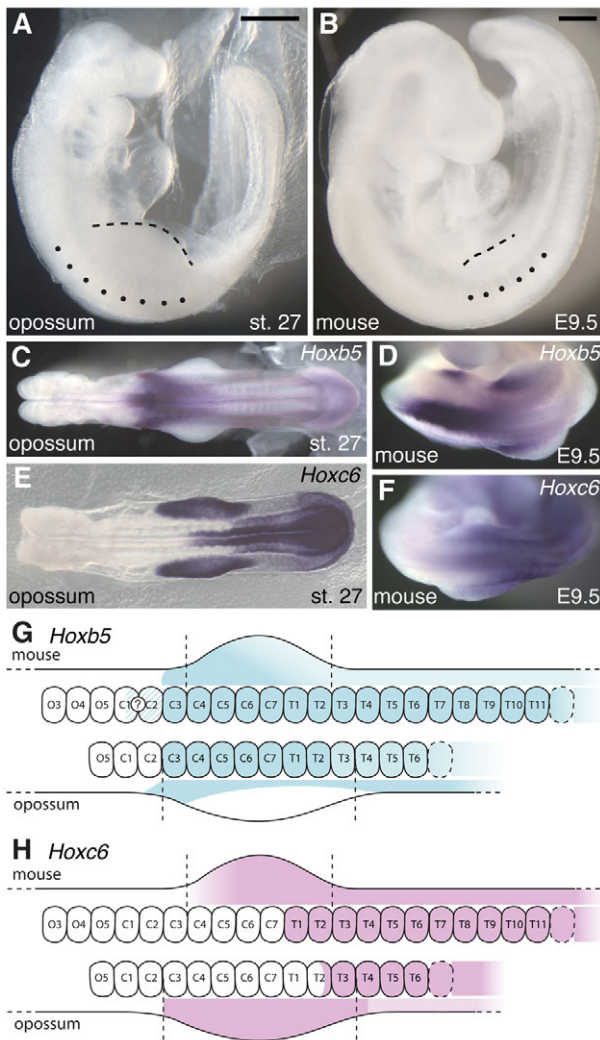 A B
opossum st. 27 mouse E9.5
C Hoxb5 D Hoxb5
opossum st. 27 mouse E9.5
E Hoxc6 F Hoxc6
opossum st. 27 mouse E9.5
G Hoxb5
mouse
O3 O4 O5 C1 ? C2 C3 C4 C5 C6 C7 T1 T2 T3 T4 T5 T6 T7 T8 T9 T10 T11
O5 C1 C2 C3 C4 C5 C6 C7 T1 T2 T3 T4 T5 T6
opossum
H Hoxc6
mouse
O3 O4 O5 C1 C2 C3 C4 C5 C6 C7 T1 T2 T3 T4 T5 T6 T7 T8 T9 T10 T11
O5 C1 C2 C3 C4 C5 C6 C7 T1 T2 T3 T4 T5 T6
opossum